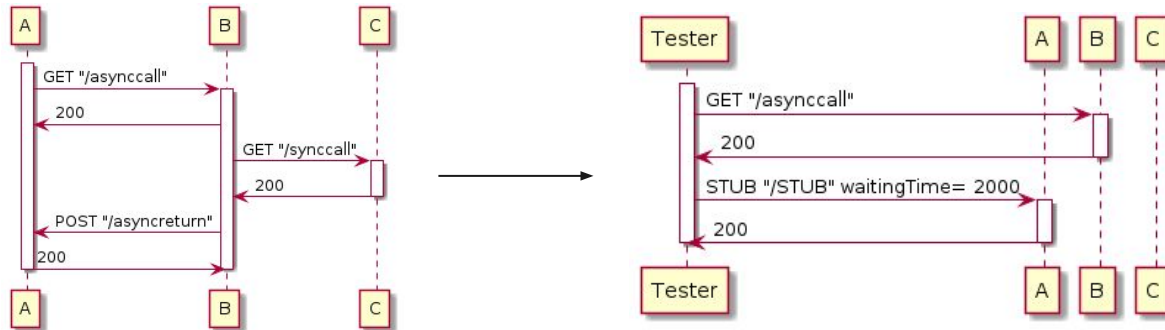 A B C
GET "/asynccall"
200
GET "/synccall"
200
POST "/asyncreturn"
200
A B C
Tester A B C
GET "/asynccall"
200
STUB "/STUB" waitingTime= 2000
200
Tester A B C